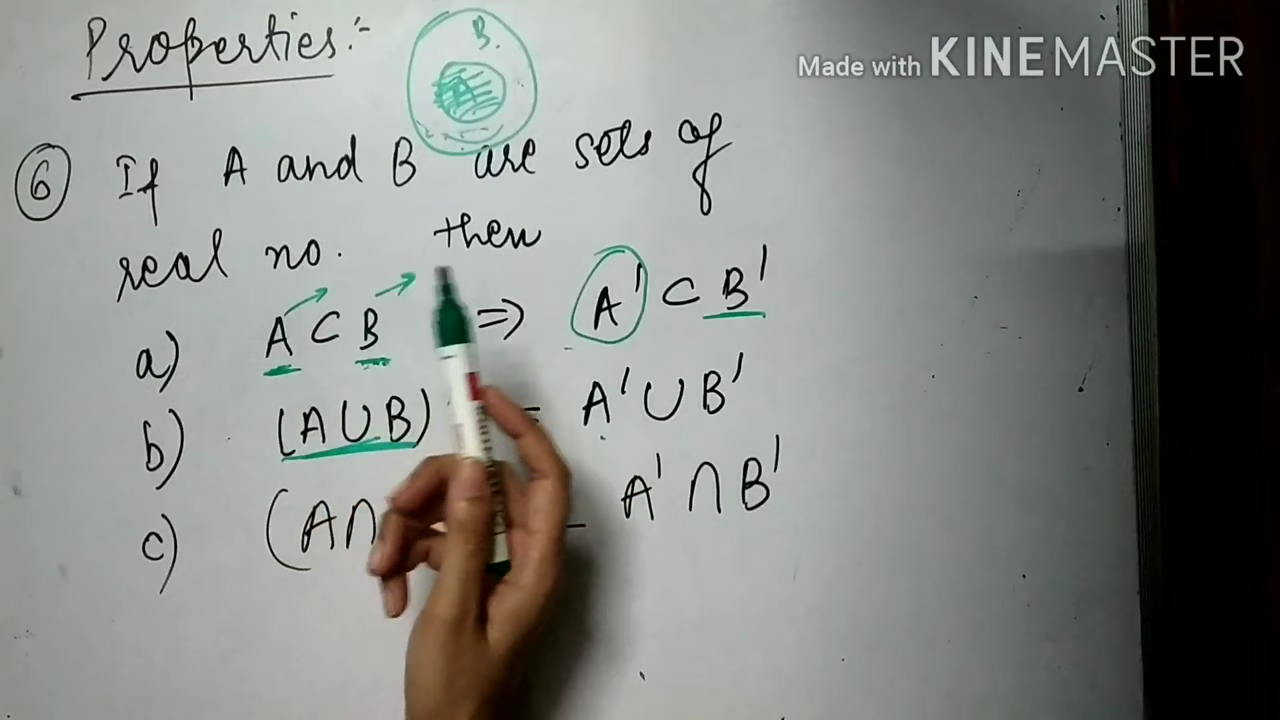 Made with KINEMASTER
Properties:-
B.
A
6 If A and B are sets of
real no. then
a) A ⊂ B ⇒ A' ⊂ B'
b) (A∪B) = A'∪B'
c) (A∩ A'∩B'